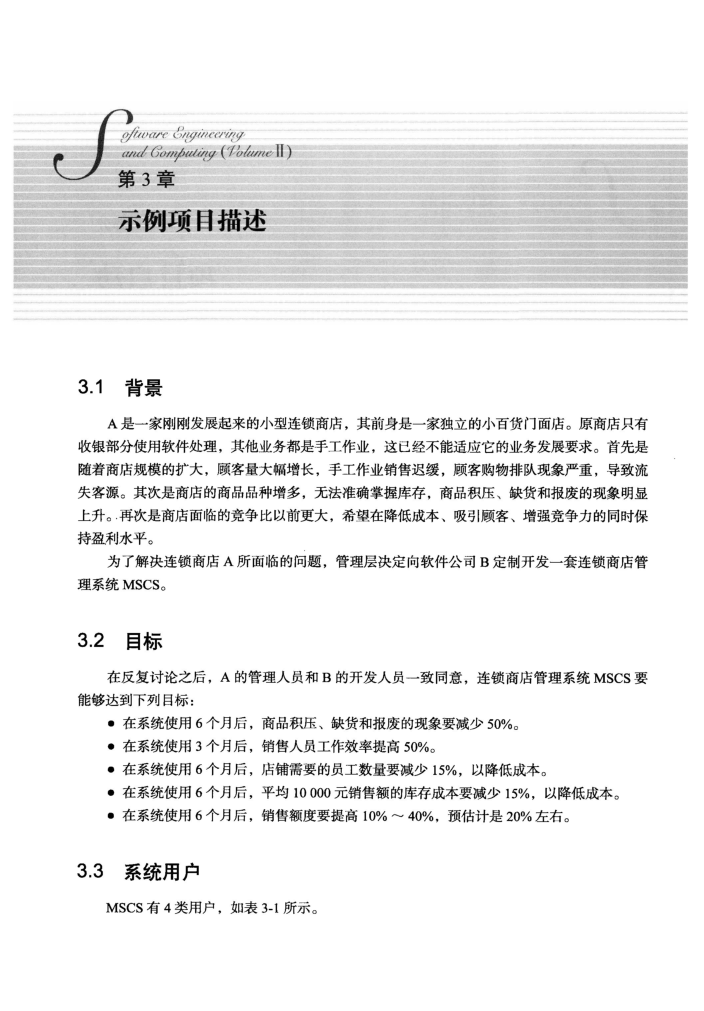 Software Engineering
and Computing (Volume II)
第 3 章
示例项目描述
3.1 背景
A 是一家刚刚发展起来的小型连锁商店，其前身是一家独立的小百货门面店。原商店只有
收银部分使用软件处理，其他业务都是手工作业，这已经不能适应它的业务发展要求。首先是
随着商店规模的扩大，顾客量大幅增长，手工作业销售迟缓，顾客购物排队现象严重，导致流
失客源。其次是商店的商品品种增多，无法准确掌握库存，商品积压、缺货和报废的现象明显
上升。再次是商店面临的竞争比以前更大，希望在降低成本、吸引顾客、增强竞争力的同时保
持盈利水平。
为了解决连锁商店 A 所面临的问题，管理层决定向软件公司 B 定制开发一套连锁商店管
理系统 MSCS。
3.2 目标
在反复讨论之后，A 的管理人员和 B 的开发人员一致同意，连锁商店管理系统 MSCS 要
能够达到下列目标：
● 在系统使用 6 个月后，商品积压、缺货和报废的现象要减少 50%。
● 在系统使用 3 个月后，销售人员工作效率提高 50%。
● 在系统使用 6 个月后，店铺需要的员工数量要减少 15%，以降低成本。
● 在系统使用 6 个月后，平均 10 000 元销售额的库存成本要减少 15%，以降低成本。
● 在系统使用 6 个月后，销售额度要提高 10% ～ 40%，预估计是 20% 左右。
3.3 系统用户
MSCS 有 4 类用户，如表 3-1 所示。